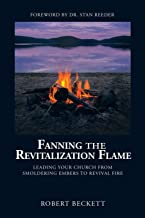 FOREWORD BY DR. STAN REEDER
FANNING THE
REVITALIZATION FLAME
LEADING YOUR CHURCH FROM
SMOLDERING EMBERS TO REVIVAL FIRE
ROBERT BECKETT